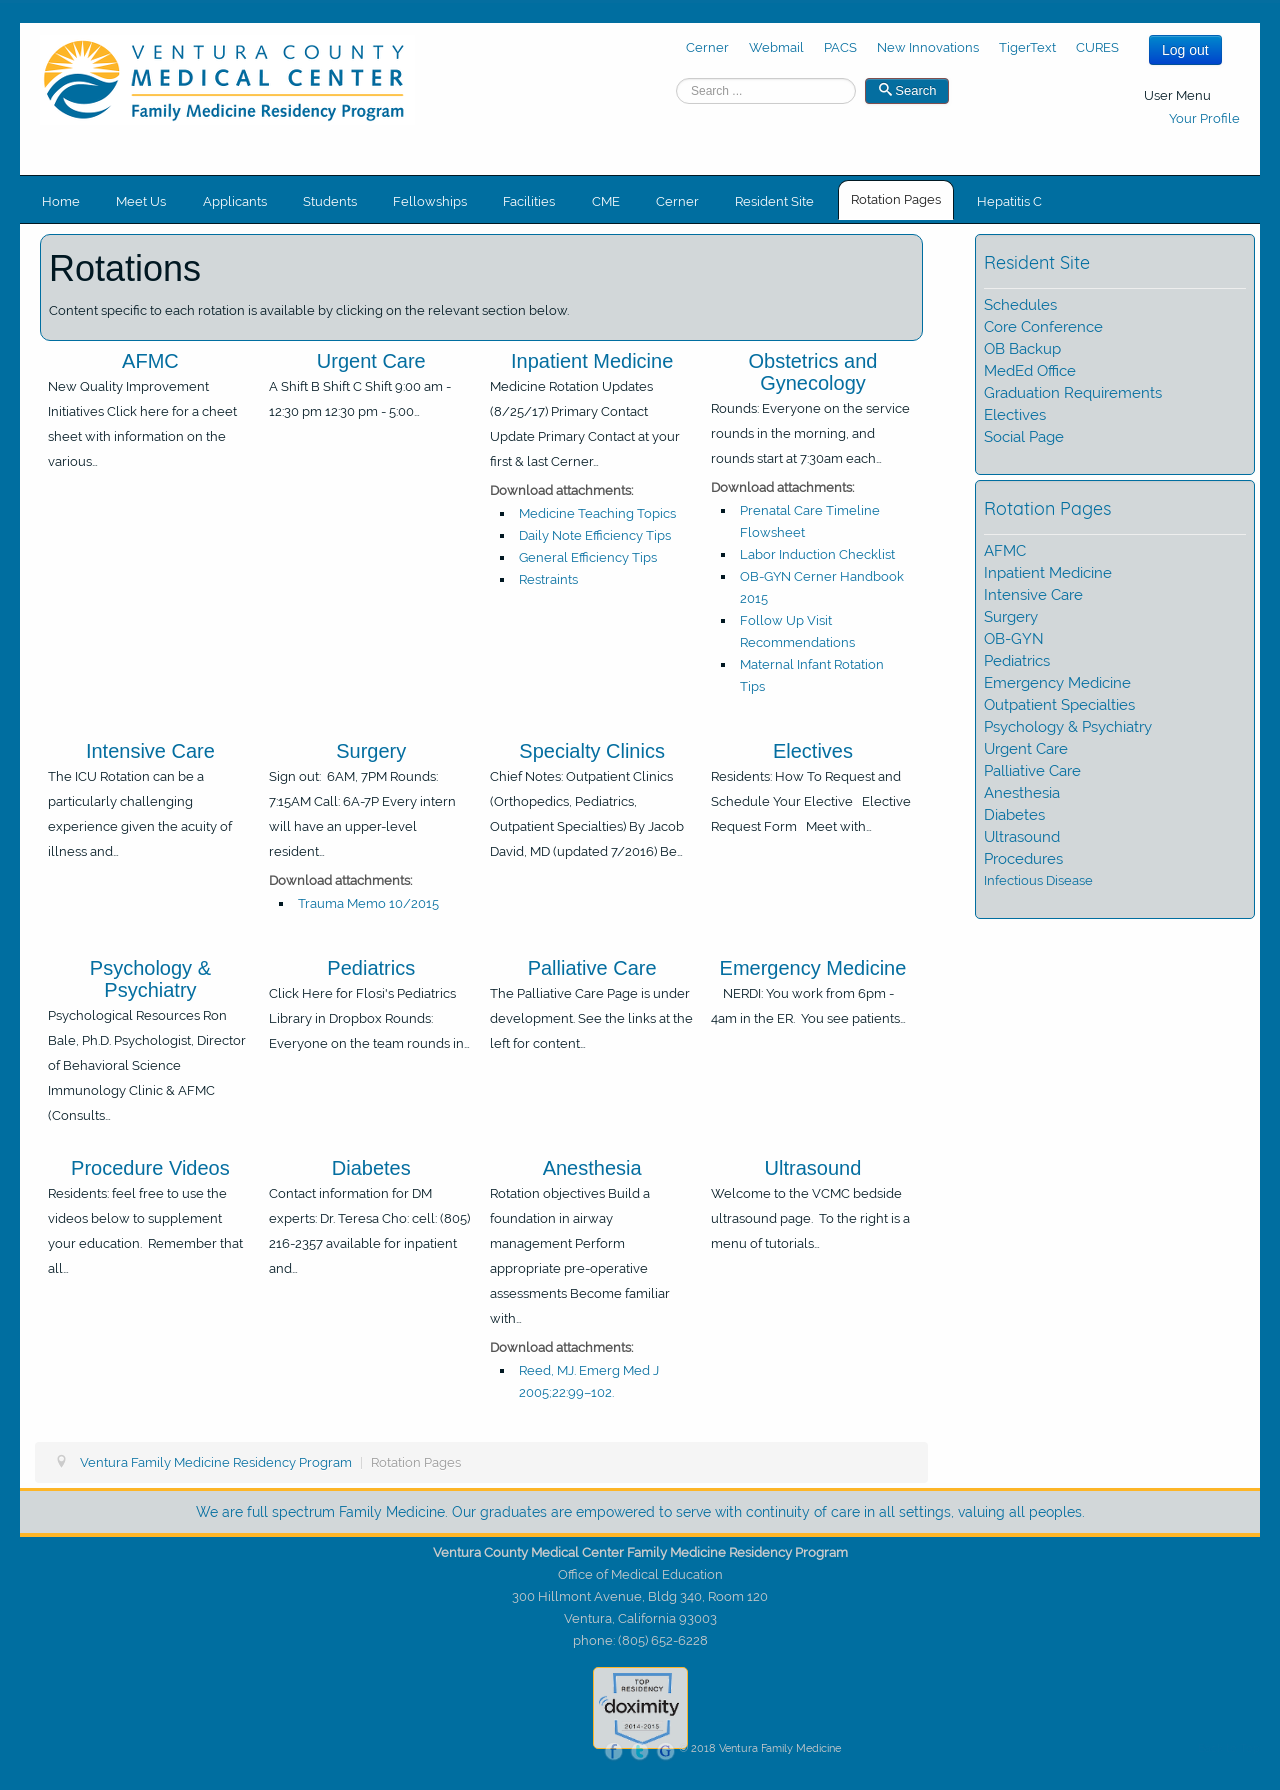 VENTURA COUNTY
MEDICAL CENTER
Family Medicine Residency Program
Cerner Webmail PACS New Innovations TigerText CURES
Log out
Search ...
Search
User Menu
Your Profile
Home Meet Us Applicants Students Fellowships Facilities CME Cerner Resident Site Rotation Pages Hepatitis C
Rotations
Content specific to each rotation is available by clicking on the relevant section below.
AFMC
New Quality Improvement
Initiatives Click here for a cheet
sheet with information on the
various...
Urgent Care
A Shift B Shift C Shift 9:00 am -
12:30 pm 12:30 pm - 5:00...
Inpatient Medicine
Medicine Rotation Updates
(8/25/17) Primary Contact
Update Primary Contact at your
first & last Cerner...
Download attachments:
Medicine Teaching Topics
Daily Note Efficiency Tips
General Efficiency Tips
Restraints
Obstetrics and
Gynecology
Rounds: Everyone on the service
rounds in the morning, and
rounds start at 7:30am each...
Download attachments:
Prenatal Care Timeline
Flowsheet
Labor Induction Checklist
OB-GYN Cerner Handbook
2015
Follow Up Visit
Recommendations
Maternal Infant Rotation
Tips
Intensive Care
The ICU Rotation can be a
particularly challenging
experience given the acuity of
illness and...
Surgery
Sign out: 6AM, 7PM Rounds:
7:15AM Call: 6A-7P Every intern
will have an upper-level
resident...
Download attachments:
Trauma Memo 10/2015
Specialty Clinics
Chief Notes: Outpatient Clinics
(Orthopedics, Pediatrics,
Outpatient Specialties) By Jacob
David, MD (updated 7/2016) Be...
Electives
Residents: How To Request and
Schedule Your Elective Elective
Request Form Meet with...
Psychology &
Psychiatry
Psychological Resources Ron
Bale, Ph.D. Psychologist, Director
of Behavioral Science
Immunology Clinic & AFMC
(Consults...
Pediatrics
Click Here for Flosi's Pediatrics
Library in Dropbox Rounds:
Everyone on the team rounds in...
Palliative Care
The Palliative Care Page is under
development. See the links at the
left for content...
Emergency Medicine
NERDI: You work from 6pm -
4am in the ER. You see patients...
Procedure Videos
Residents: feel free to use the
videos below to supplement
your education. Remember that
all...
Diabetes
Contact information for DM
experts: Dr. Teresa Cho: cell: (805)
216-2357 available for inpatient
and...
Anesthesia
Rotation objectives Build a
foundation in airway
management Perform
appropriate pre-operative
assessments Become familiar
with...
Download attachments:
Reed, MJ. Emerg Med J
2005;22:99–102.
Ultrasound
Welcome to the VCMC bedside
ultrasound page. To the right is a
menu of tutorials...
Resident Site
Schedules
Core Conference
OB Backup
MedEd Office
Graduation Requirements
Electives
Social Page
Rotation Pages
AFMC
Inpatient Medicine
Intensive Care
Surgery
OB-GYN
Pediatrics
Emergency Medicine
Outpatient Specialties
Psychology & Psychiatry
Urgent Care
Palliative Care
Anesthesia
Diabetes
Ultrasound
Procedures
Infectious Disease
Ventura Family Medicine Residency Program | Rotation Pages
We are full spectrum Family Medicine. Our graduates are empowered to serve with continuity of care in all settings, valuing all peoples.
Ventura County Medical Center Family Medicine Residency Program
Office of Medical Education
300 Hillmont Avenue, Bldg 340, Room 120
Ventura, California 93003
phone: (805) 652-6228
TOP
RESIDENCY
doximity
2014-2015
© 2018 Ventura Family Medicine